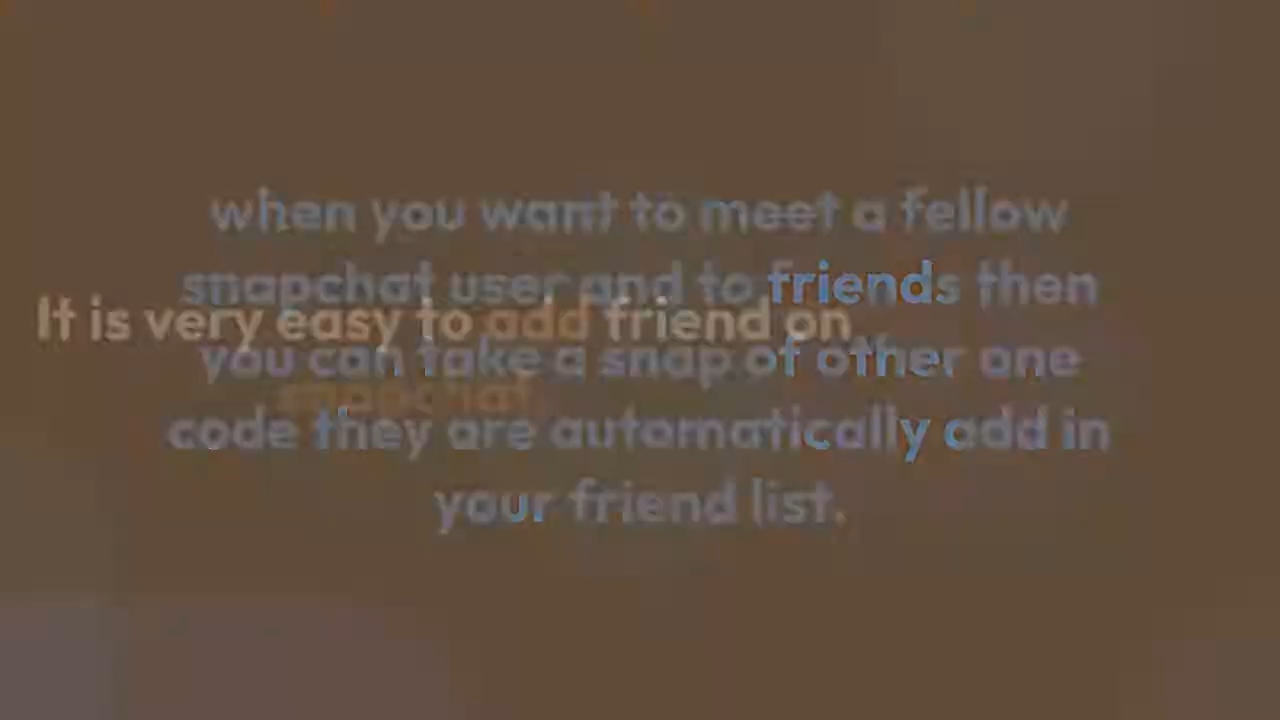 when you want to meet a fellow
snapchat user and to friends then
It is very easy to add friend on
you can take a snap of other one
snapchat.
code they are automatically add in
your friend list.